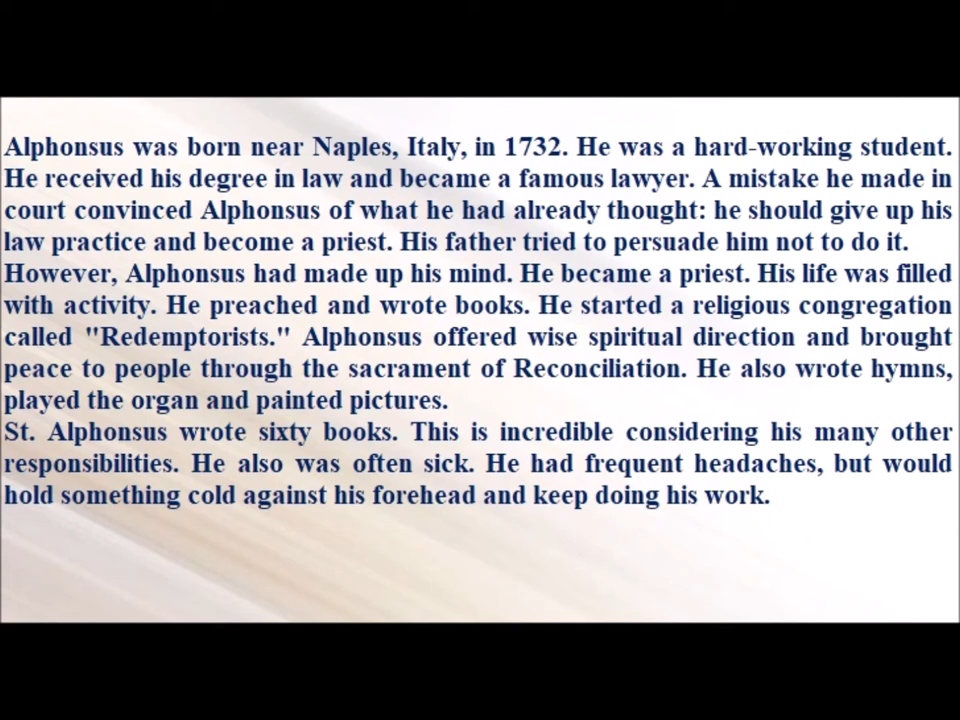 Alphonsus was born near Naples, Italy, in 1732. He was a hard-working student.
He received his degree in law and became a famous lawyer. A mistake he made in
court convinced Alphonsus of what he had already thought: he should give up his
law practice and become a priest. His father tried to persuade him not to do it.
However, Alphonsus had made up his mind. He became a priest. His life was filled
with activity. He preached and wrote books. He started a religious congregation
called "Redemptorists." Alphonsus offered wise spiritual direction and brought
peace to people through the sacrament of Reconciliation. He also wrote hymns,
played the organ and painted pictures.
St. Alphonsus wrote sixty books. This is incredible considering his many other
responsibilities. He also was often sick. He had frequent headaches, but would
hold something cold against his forehead and keep doing his work.